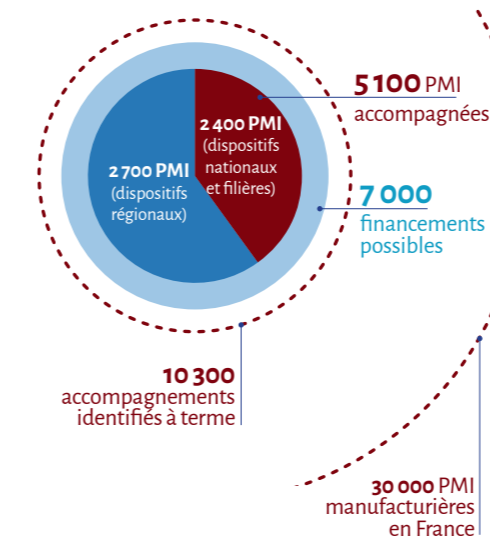 5 100 PMI
accompagnées
2 400 PMI
(dispositifs
nationaux
et filières)
2 700 PMI
(dispositifs
régionaux)
7 000
financements
possibles
10 300
accompagnements
identifiés à terme
30 000 PMI
manufacturières
en France